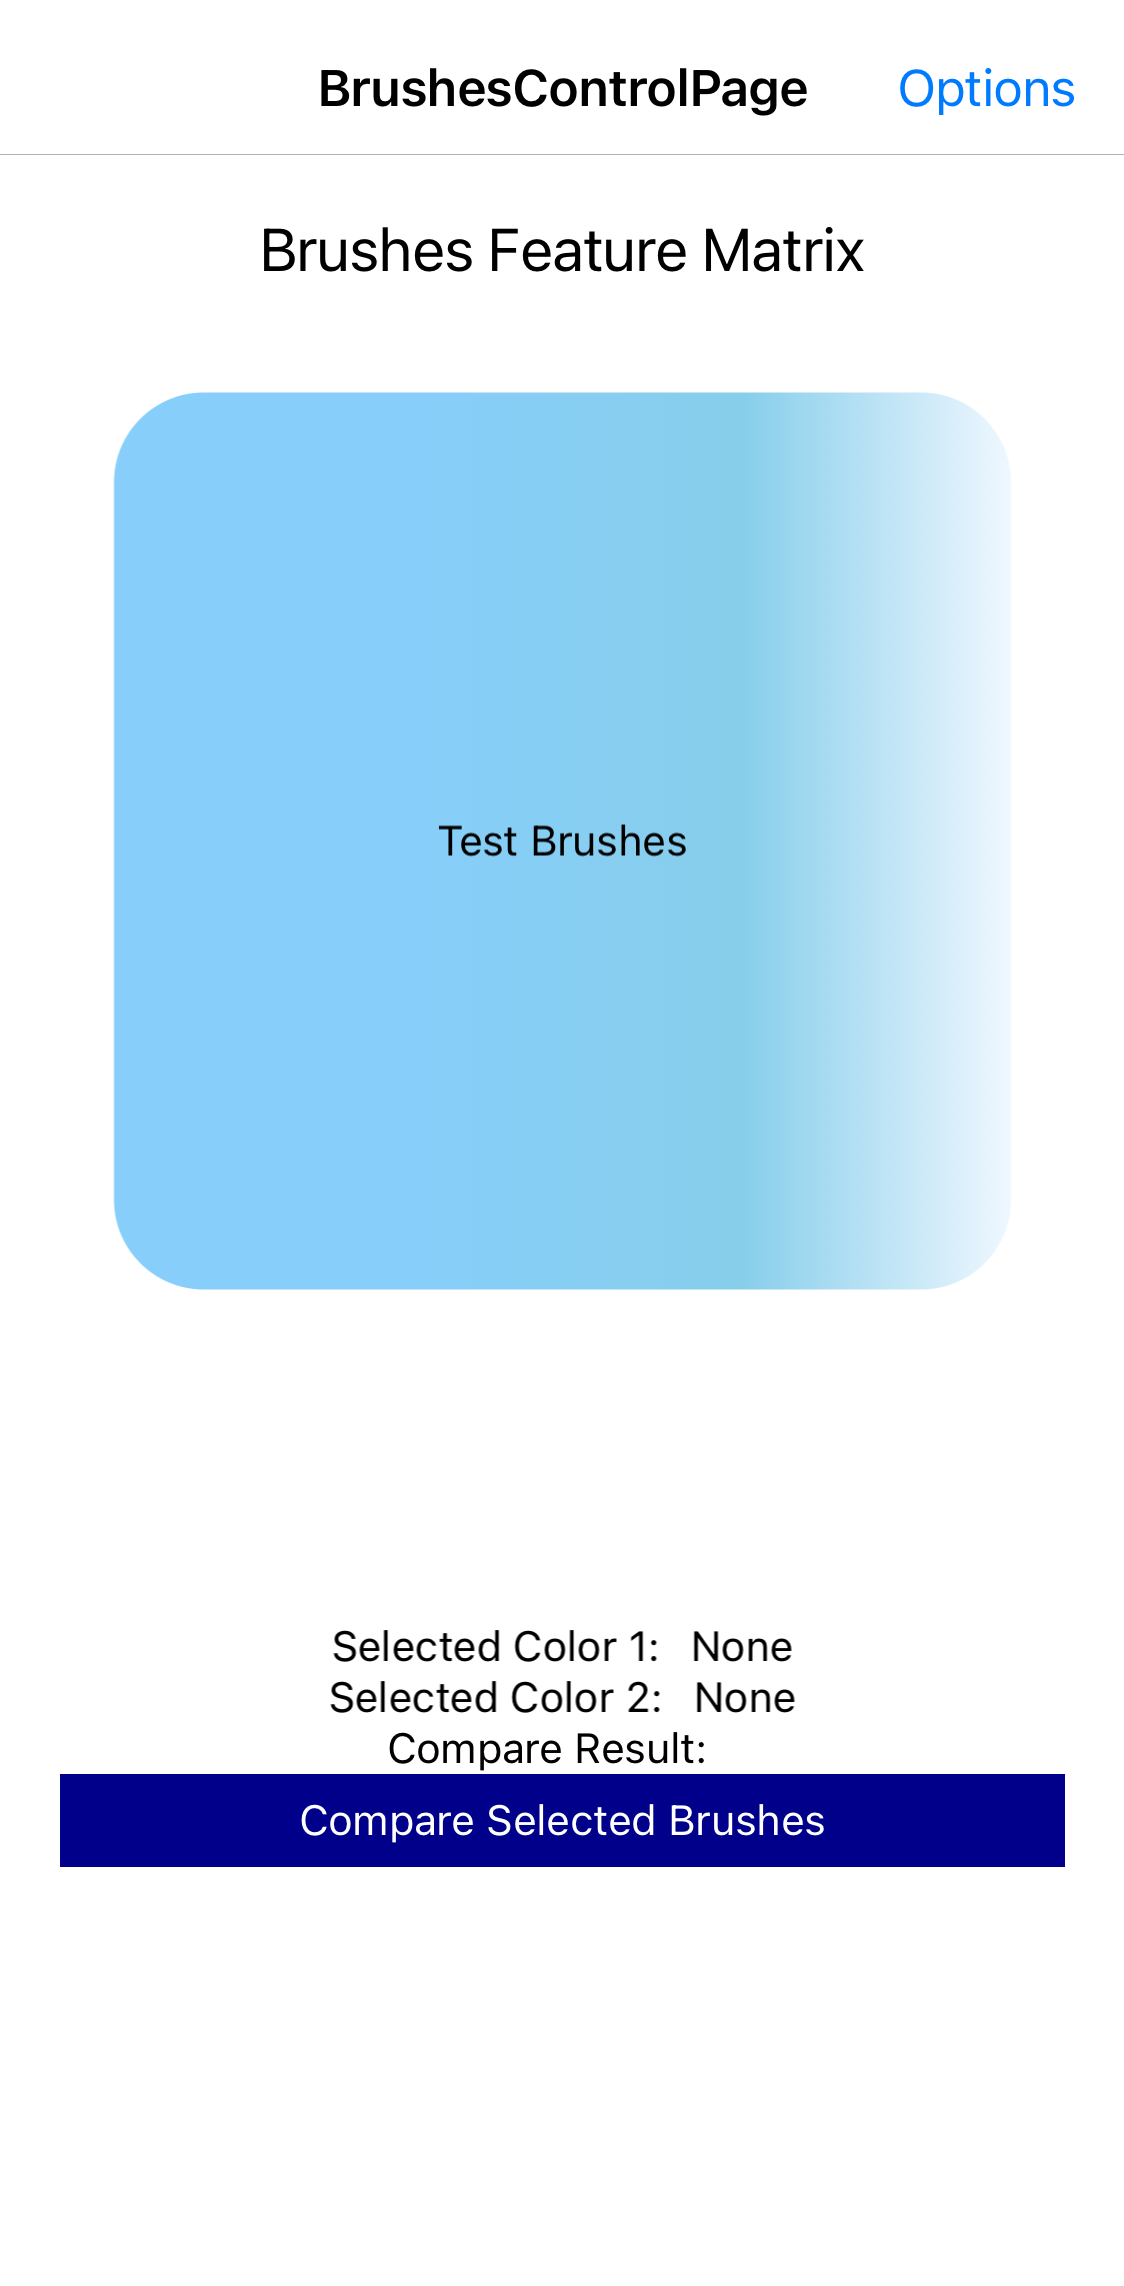 BrushesControlPage Options
Brushes Feature Matrix
Test Brushes
Selected Color 1: None
Selected Color 2: None
Compare Result:
Compare Selected Brushes